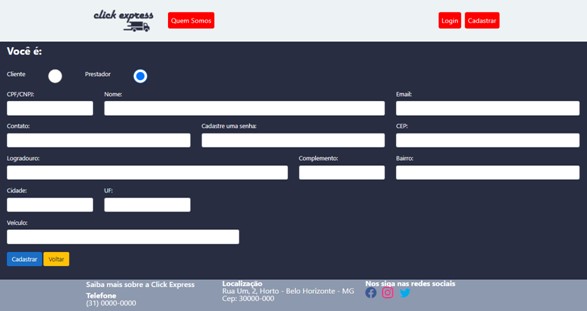 click express
Quem Somos
Login Cadastrar
Você é:
Cliente Prestador
CPF/CNPJ: Nome: Email:
Contato: Cadastre uma senha: CEP:
Logradouro: Complemento: Bairro:
Cidade: UF:
Veículo:
Cadastrar Voltar
Saiba mais sobre a Click Express
Telefone
(31) 0000-0000
Localização
Rua Um, 2, Horto - Belo Horizonte - MG
Cep: 30000-000
Nos siga nas redes sociais